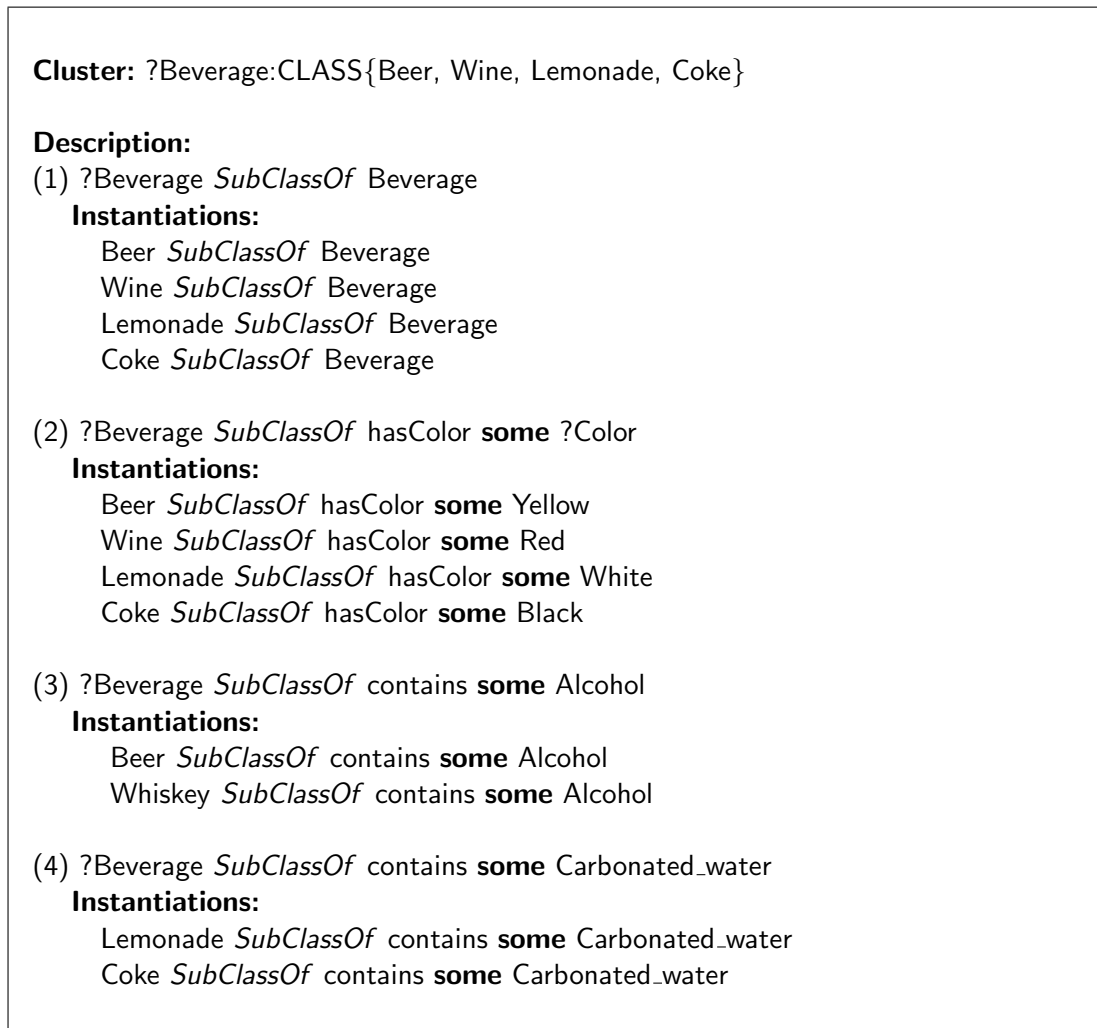 Cluster: ?Beverage:CLASS{Beer, Wine, Lemonade, Coke}
Description:
(1) ?Beverage SubClassOf Beverage
Instantiations:
Beer SubClassOf Beverage
Wine SubClassOf Beverage
Lemonade SubClassOf Beverage
Coke SubClassOf Beverage
(2) ?Beverage SubClassOf hasColor some ?Color
Instantiations:
Beer SubClassOf hasColor some Yellow
Wine SubClassOf hasColor some Red
Lemonade SubClassOf hasColor some White
Coke SubClassOf hasColor some Black
(3) ?Beverage SubClassOf contains some Alcohol
Instantiations:
Beer SubClassOf contains some Alcohol
Whiskey SubClassOf contains some Alcohol
(4) ?Beverage SubClassOf contains some Carbonated_water
Instantiations:
Lemonade SubClassOf contains some Carbonated_water
Coke SubClassOf contains some Carbonated_water